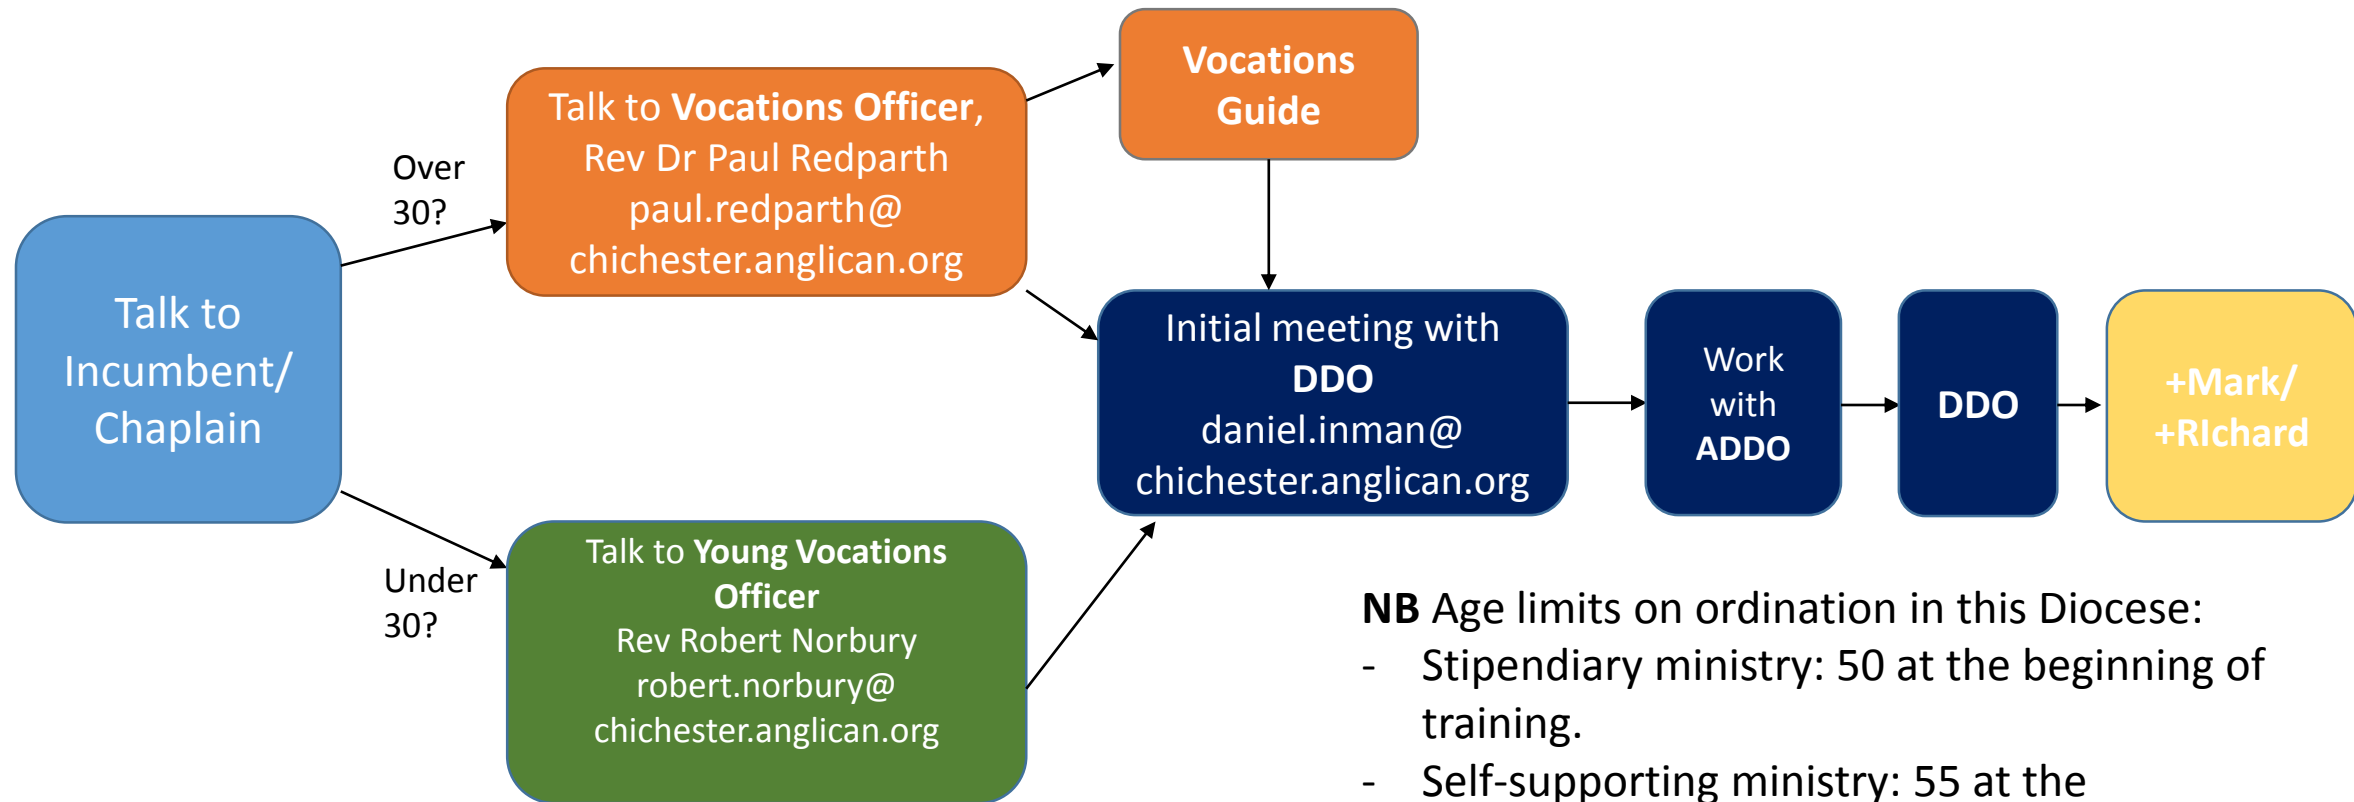 Talk to
Incumbent/
Chaplain
Over
30?
Talk to Vocations Officer,
Rev Dr Paul Redparth
paul.redparth@
chichester.anglican.org
Vocations
Guide
Under
30?
Talk to Young Vocations
Officer
Rev Robert Norbury
robert.norbury@
chichester.anglican.org
Initial meeting with
DDO
daniel.inman@
chichester.anglican.org
Work
with
ADDO
DDO
+Mark/
+RIchard
NB Age limits on ordination in this Diocese:
- Stipendiary ministry: 50 at the beginning of
training.
- Self-supporting ministry: 55 at the